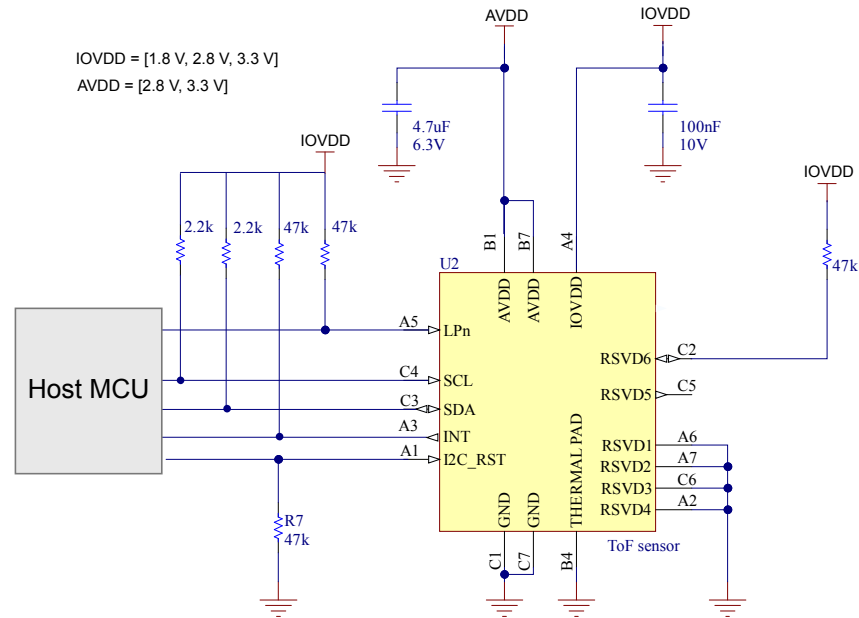 AVDD
IOVDD
IOVDD = [1.8 V, 2.8 V, 3.3 V]
AVDD = [2.8 V, 3.3 V]
4.7uF
6.3V
100nF
10V
IOVDD
IOVDD
2.2k
2.2k
47k
47k
B1
B7
A4
47k
U2
AVDD
AVDD
IOVDD
Host MCU
A5
LPn
C4
SCL
C3
SDA
A3
INT
A1
I2C_RST
RSVD6
C2
RSVD5
C5
RSVD1
A6
RSVD2
A7
RSVD3
C6
RSVD4
A2
GND
GND
THERMAL PAD
R7
47k
C1
C7
B4
ToF sensor